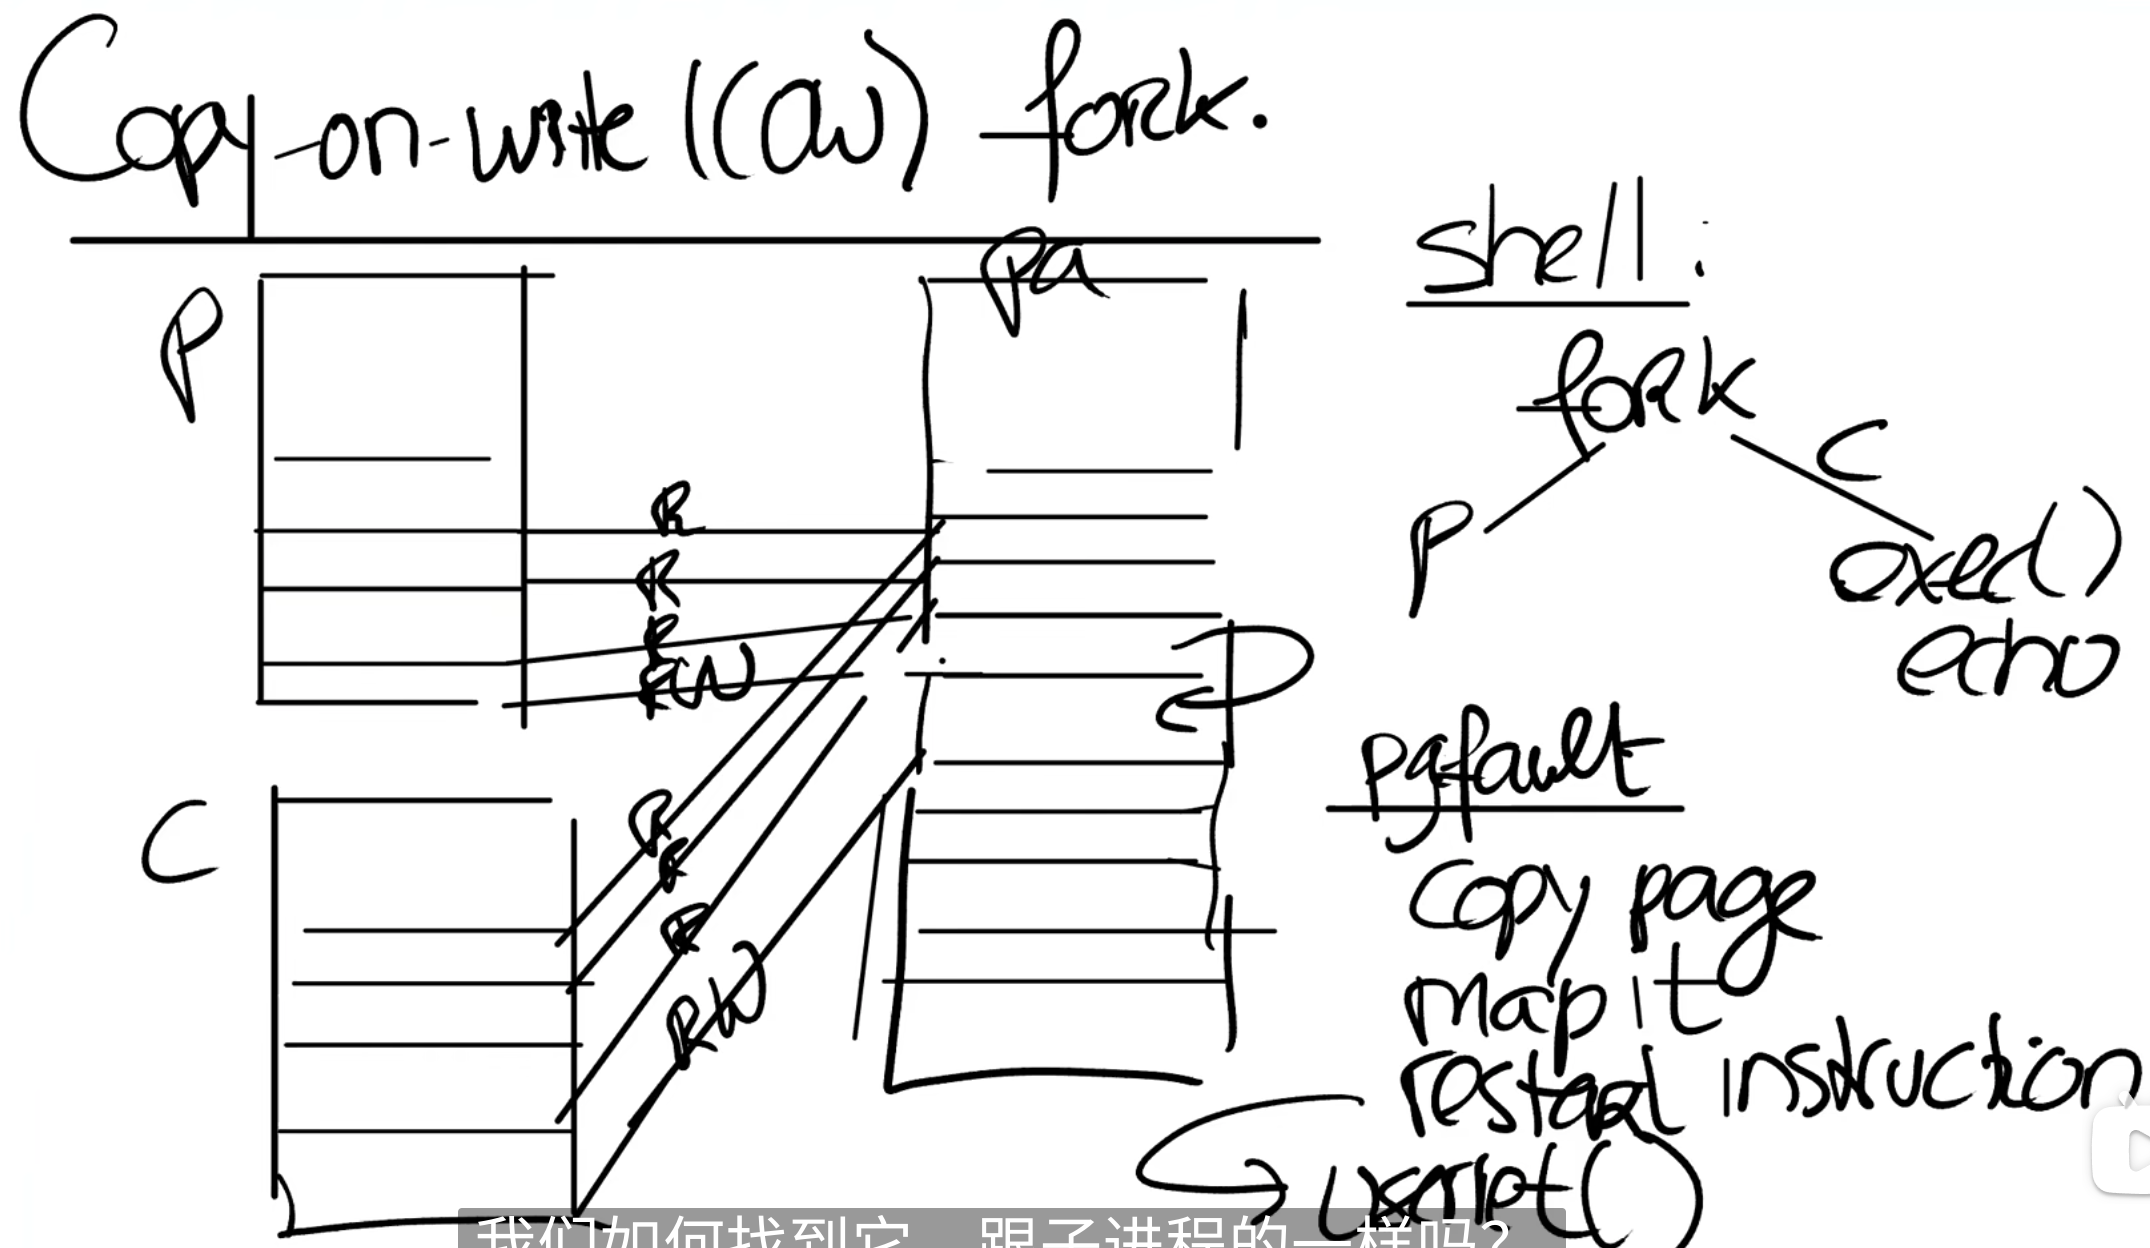 Copy-on-write (COW) fork.
P
pa
R
R
R
RW
C
R
R
R
RW
shell:
fork
P
C
exec()
echo
pgfault
copy page
map it
restart instruction
userret()
我们如何找到它 跟子进程的一样吗？